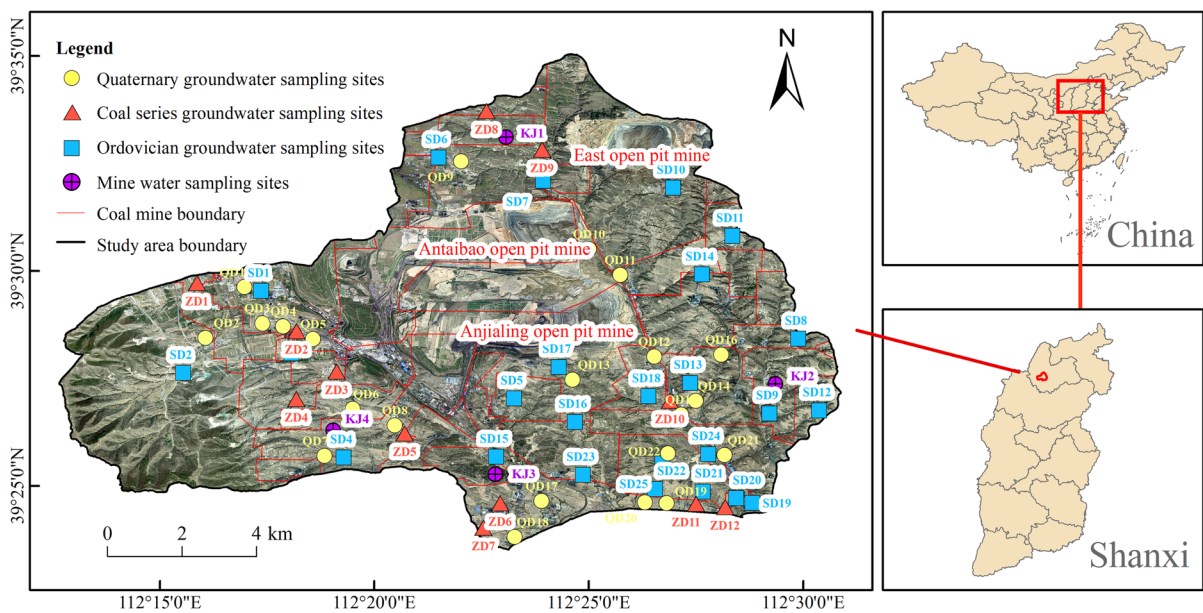 Legend
Quaternary groundwater sampling sites
Coal series groundwater sampling sites
Ordovician groundwater sampling sites
Mine water sampling sites
Coal mine boundary
Study area boundary
N
39°35'0"N
39°30'0"N
39°25'0"N
ZD8
KJ1
SD6
QD9
ZD9
East open pit mine
SD10
SD7
SD11
QD10
Antaibao open pit mine
QD11
SD14
SD1
ZD1
QD2
QD3
QD4
QD5
ZD2
SD2
Anjialing open pit mine
SD8
QD12
QD16
SD17
QD13
ZD3
SD13
KJ2
SD18
QD14
SD5
ZD4
QD6
QD8
KJ4
SD16
ZD10
SD9
SD12
SD4
ZD5
SD15
SD24
QD21
QD22
SD23
SD22
SD21
KJ3
SD20
SD25
QD17
QD19
SD19
QD20
ZD6
QD18
ZD11
ZD12
ZD7
0 2 4 km
112°15'0"E
112°20'0"E
112°25'0"E
112°30'0"E
China
Shanxi